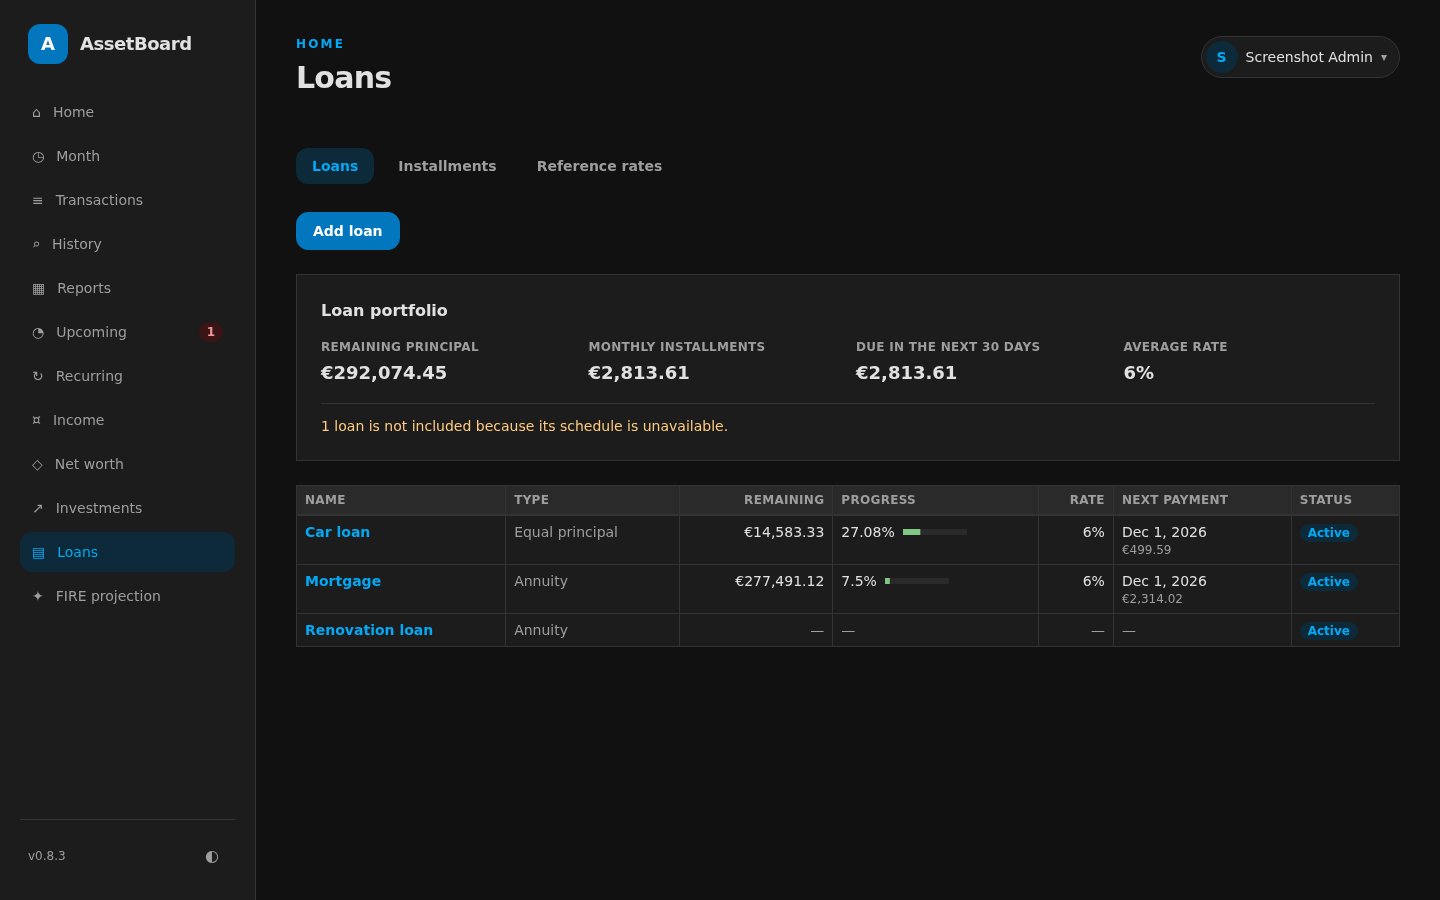 A AssetBoard
Home
Month
Transactions
History
Reports
Upcoming 1
Recurring
Income
Net worth
Investments
Loans
FIRE projection
v0.8.3
HOME
Loans
S Screenshot Admin
Loans Installments Reference rates
Add loan
Loan portfolio
REMAINING PRINCIPAL MONTHLY INSTALLMENTS DUE IN THE NEXT 30 DAYS AVERAGE RATE
€292,074.45 €2,813.61 €2,813.61 6%
1 loan is not included because its schedule is unavailable.
NAME TYPE REMAINING PROGRESS RATE NEXT PAYMENT STATUS
Car loan Equal principal €14,583.33 27.08% 6% Dec 1, 2026 Active
€499.59
Mortgage Annuity €277,491.12 7.5% 6% Dec 1, 2026 Active
€2,314.02
Renovation loan Annuity — — — — Active